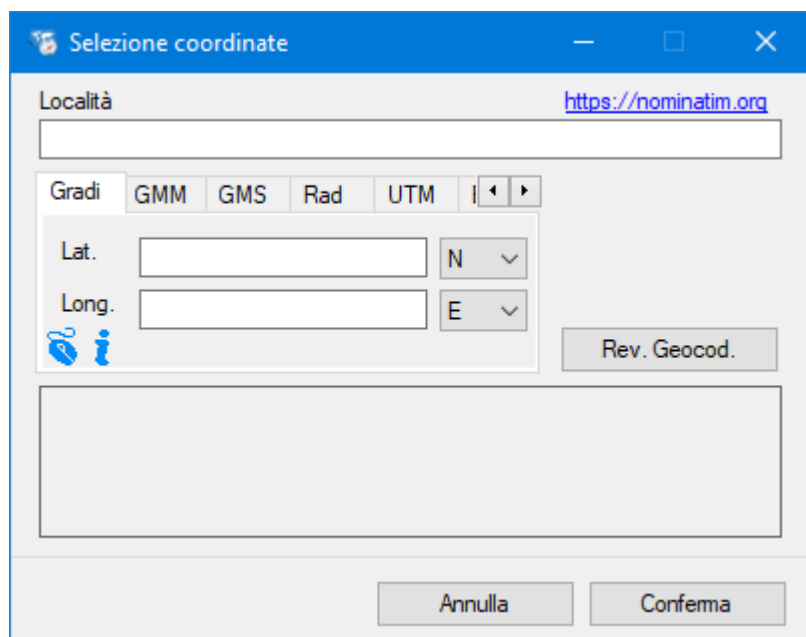 Selezione coordinate
Località https://nominatim.org
Gradi GMM GMS Rad UTM
Lat. N
Long. E
Rev. Geocod.
Annulla Conferma